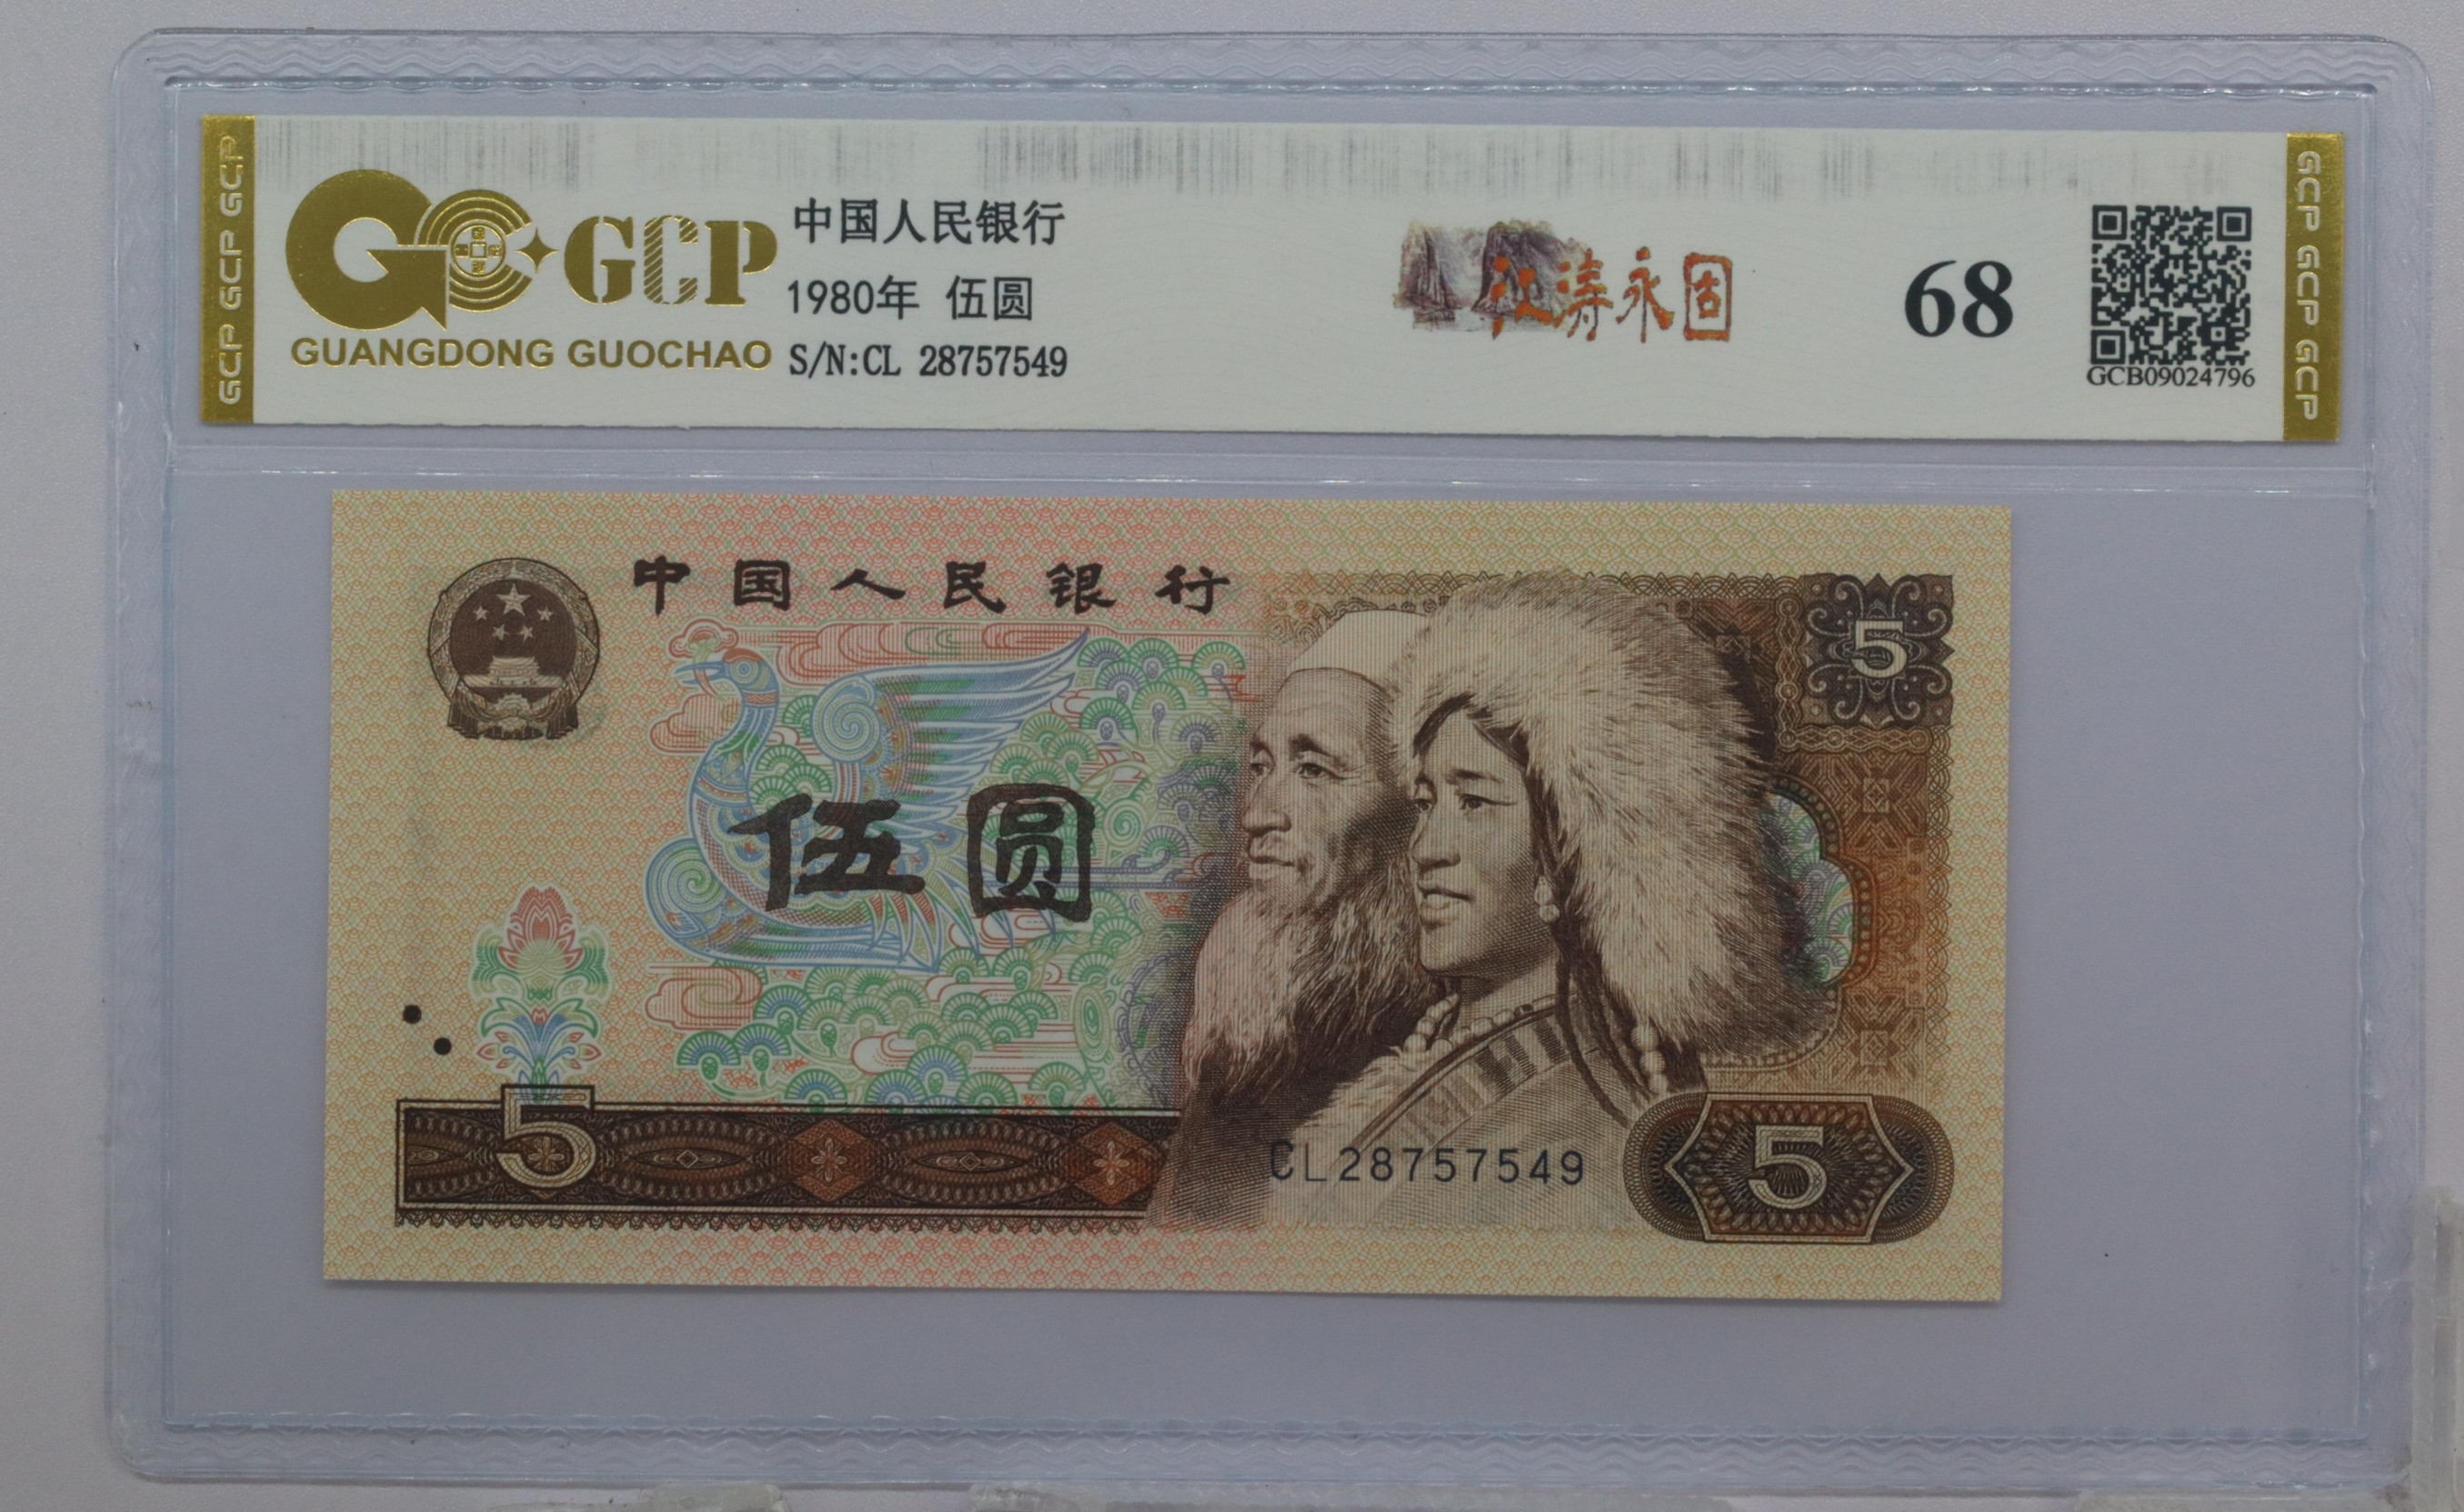 GCP GCP GCP
GCP
GUANGDONG GUOCHAO
中国人民银行
1980年 伍圆
S/N:CL 28757549
江涛永固
68
GCB09024796
GCP GCP GCP
中国人民银行
5
伍圆
5
CL28757549
5